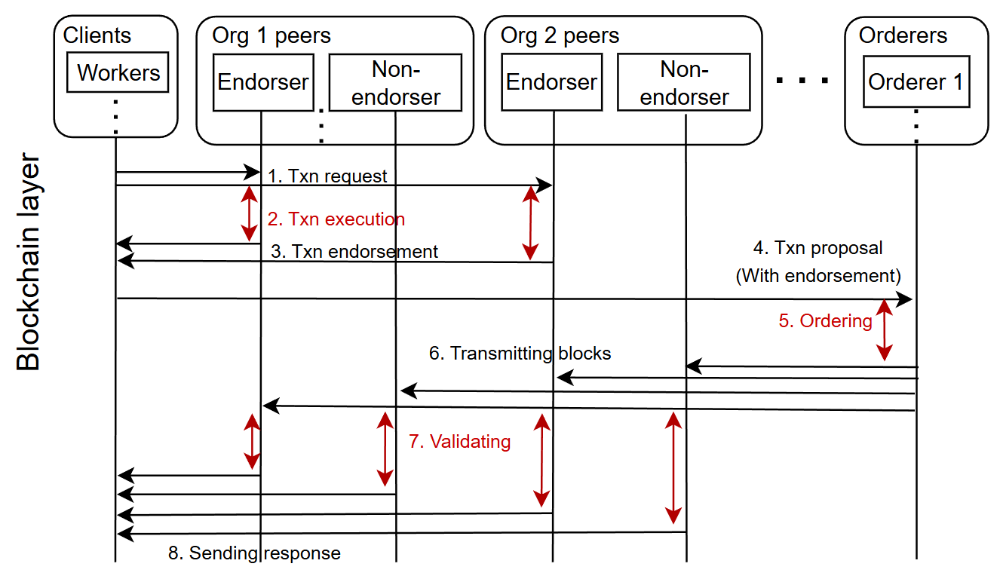 Clients
Workers
Org 1 peers
Endorser
Non-
endorser
Org 2 peers
Endorser
Non-
endorser
Orderers
Orderer 1
Blockchain layer
1. Txn request
2. Txn execution
3. Txn endorsement
4. Txn proposal
(With endorsement)
5. Ordering
6. Transmitting blocks
7. Validating
8. Sending response